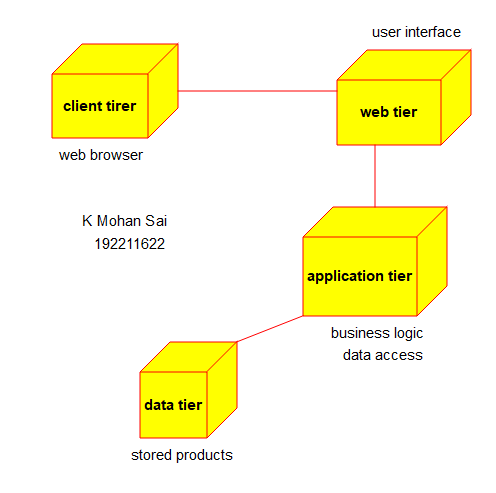 user interface
client tirer
web tier
web browser
K Mohan Sai
192211622
application tier
business logic
data access
data tier
stored products